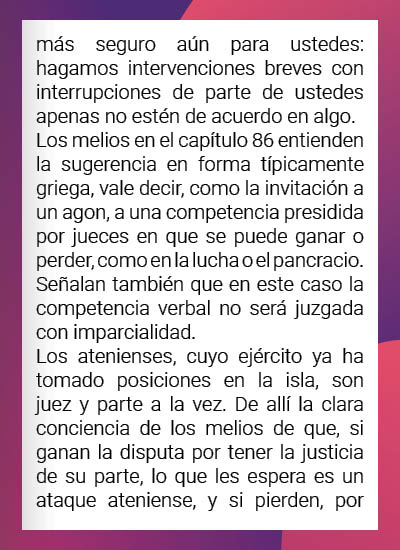 más seguro aún para ustedes:
hagamos intervenciones breves con
interrupciones de parte de ustedes
apenas no estén de acuerdo en algo.
Los melios en el capítulo 86 entienden
la sugerencia en forma típicamente
griega, vale decir, como la invitación a
un agon, a una competencia presidida
por jueces en que se puede ganar o
perder, como en la lucha o el pancracio.
Señalan también que en este caso la
competencia verbal no será juzgada
con imparcialidad.
Los atenienses, cuyo ejército ya ha
tomado posiciones en la isla, son
juez y parte a la vez. De allí la clara
conciencia de los melios de que, si
ganan la disputa por tener la justicia
de su parte, lo que les espera es un
ataque ateniense, y si pierden, por